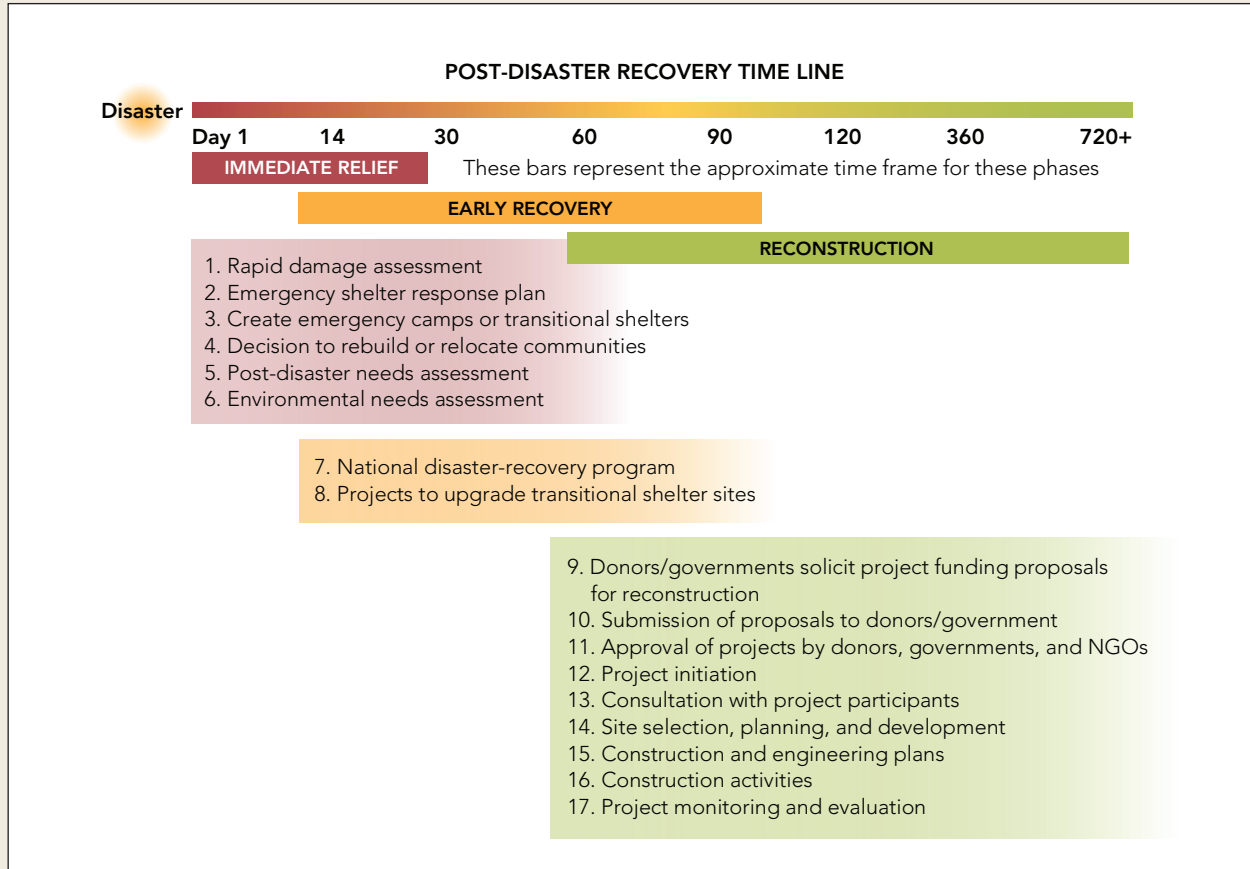 POST-DISASTER RECOVERY TIME LINE
Disaster
Day 1 14 30 60 90 120 360 720+
IMMEDIATE RELIEF
These bars represent the approximate time frame for these phases
EARLY RECOVERY
RECONSTRUCTION
1. Rapid damage assessment
2. Emergency shelter response plan
3. Create emergency camps or transitional shelters
4. Decision to rebuild or relocate communities
5. Post-disaster needs assessment
6. Environmental needs assessment
7. National disaster-recovery program
8. Projects to upgrade transitional shelter sites
9. Donors/governments solicit project funding proposals
for reconstruction
10. Submission of proposals to donors/government
11. Approval of projects by donors, governments, and NGOs
12. Project initiation
13. Consultation with project participants
14. Site selection, planning, and development
15. Construction and engineering plans
16. Construction activities
17. Project monitoring and evaluation